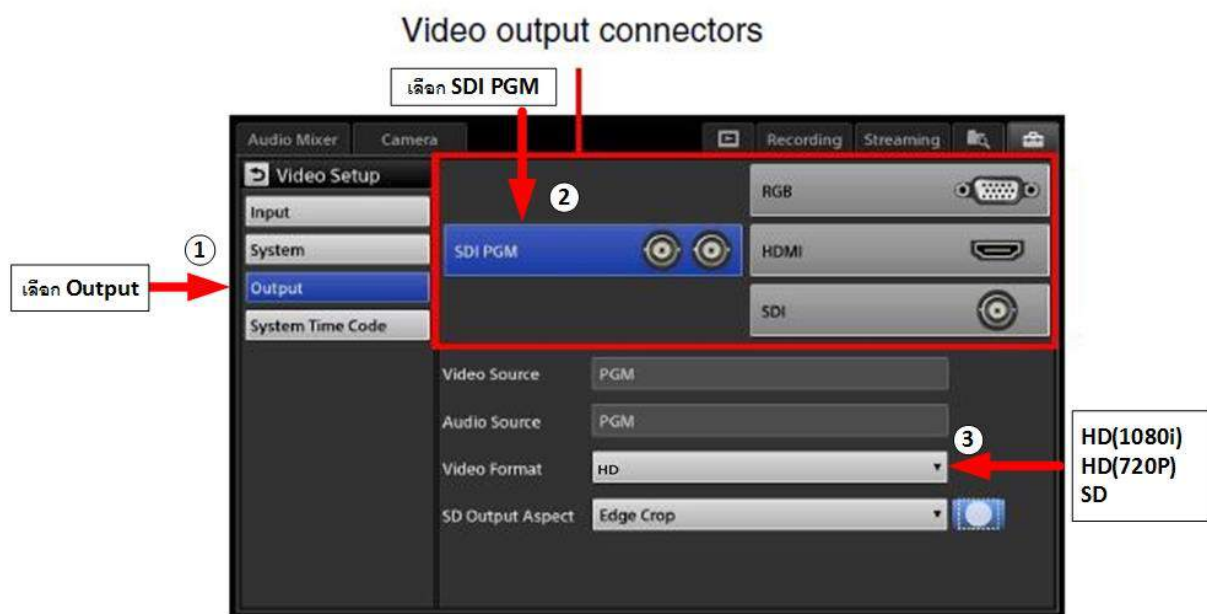 Video output connectors
เลือก SDI PGM
Audio Mixer
Camera
Recording
Streaming
Video Setup
Input
System
Output
System Time Code
①
เลือก Output
②
SDI PGM
RGB
HDMI
SDI
Video Source
PGM
Audio Source
PGM
Video Format
HD
SD Output Aspect
Edge Crop
③
HD(1080i)
HD(720P)
SD